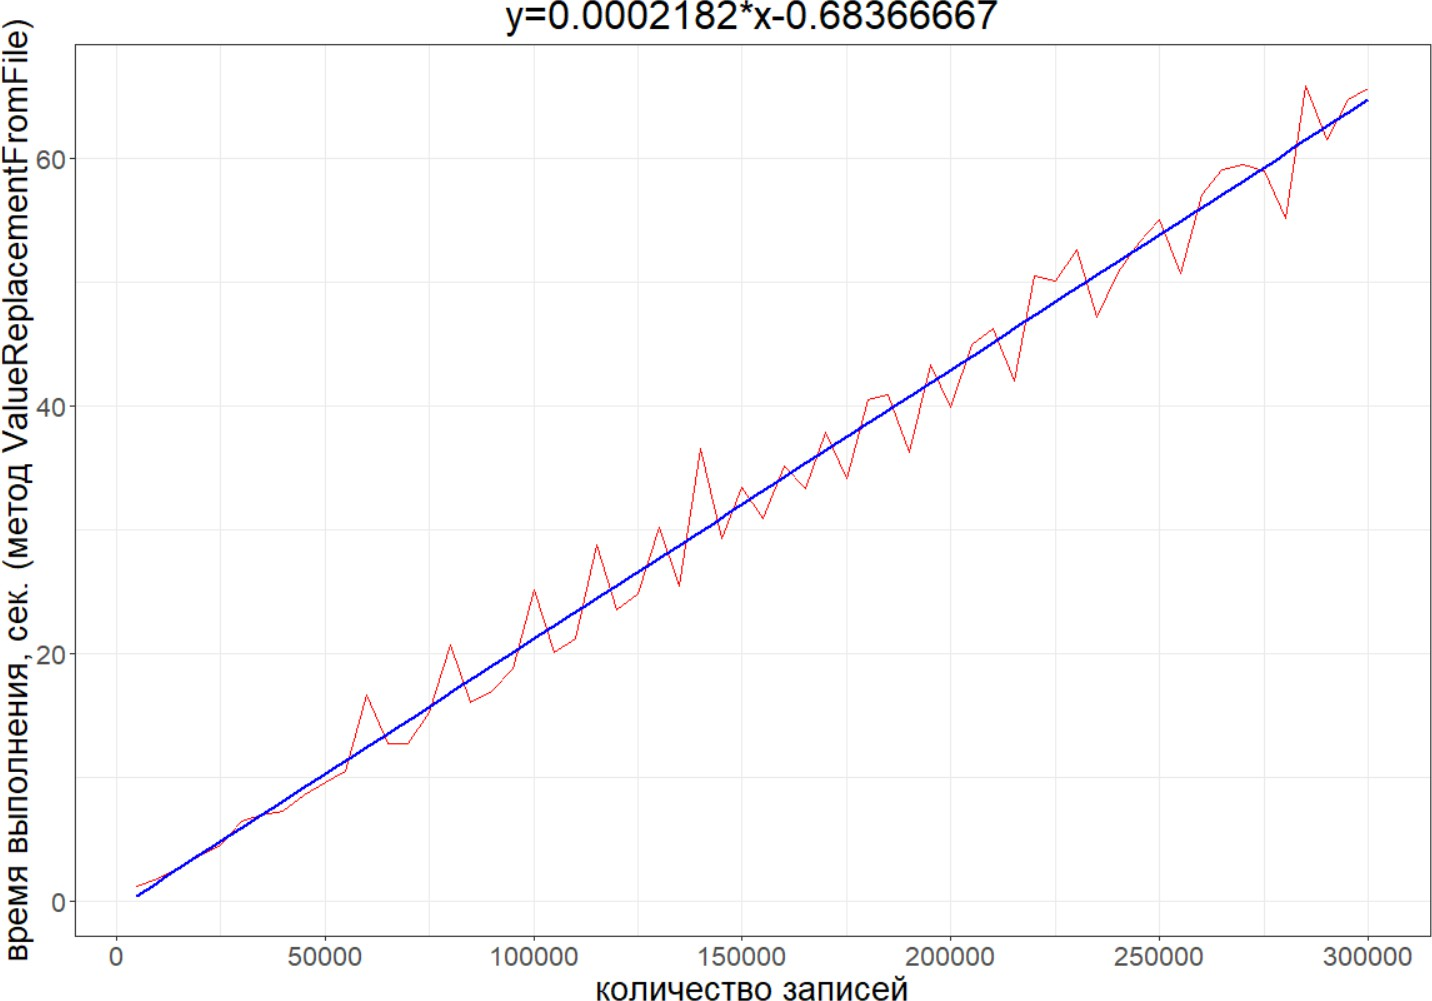 y=0.0002182*x-0.68366667
время выполнения, сек. (метод ValueReplacementFromFile)
60
40
20
0
0 50000 100000 150000 200000 250000 300000
количество записей